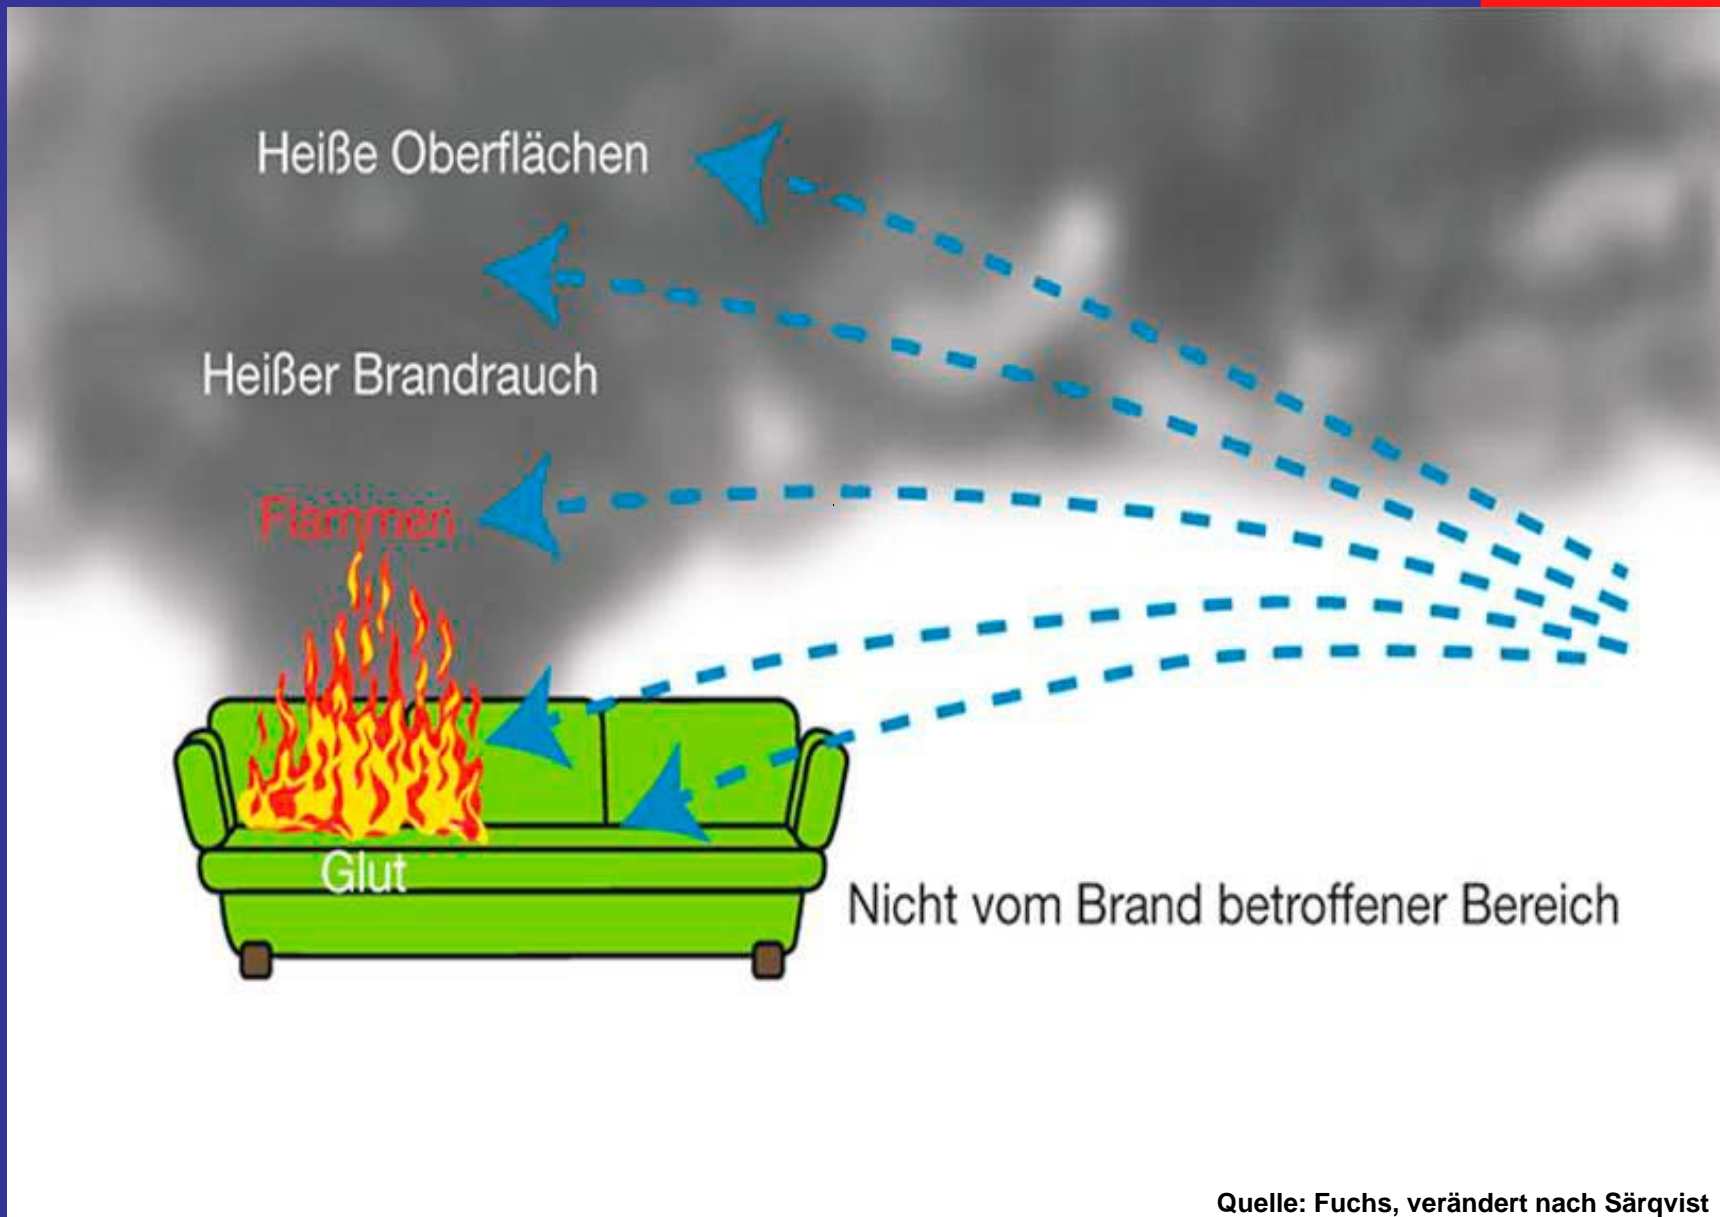 Heiße Oberflächen
Heißer Brandrauch
Flammen
Glut
Nicht vom Brand betroffener Bereich
Quelle: Fuchs, verändert nach Särqvist